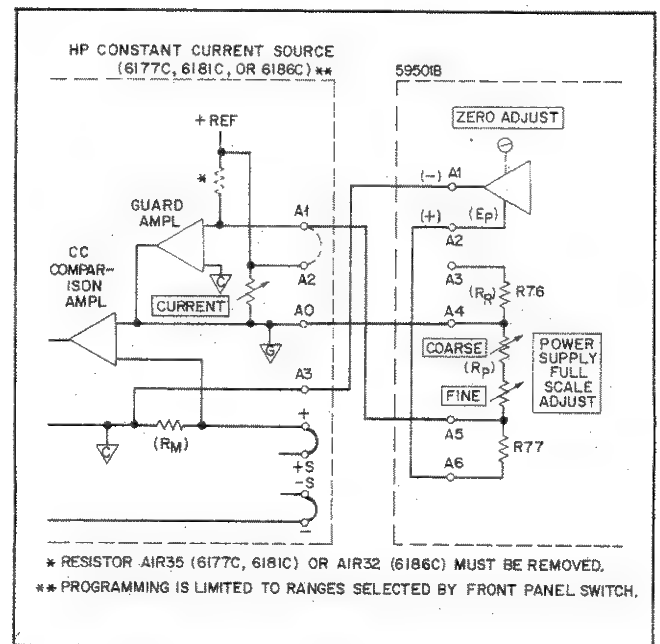 HP CONSTANT CURRENT SOURCE
(6177C, 6181C, OR 6186C) **
59501B
ZERO ADJUST
+ REF
*
GUARD
AMPL
A1
(-) A1
(+)
(Ep)
A2
A2
CC
COMPAR-
ISON
AMPL
C
CURRENT
A3
(RR)
R76
A0
A4
G
COARSE
(Rp)
FINE
POWER
SUPPLY
FULL
SCALE
ADJUST
A3
+
A5
(RM)
C
+S
-S
-
R77
A6
* RESISTOR A1R35 (6177C, 6181C) OR A1R32 (6186C) MUST BE REMOVED.
** PROGRAMMING IS LIMITED TO RANGES SELECTED BY FRONT PANEL SWITCH.